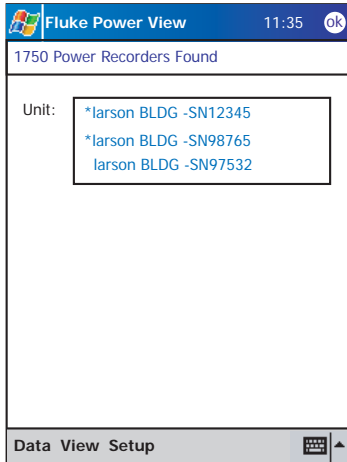 Fluke Power View 11:35 ok
1750 Power Recorders Found
Unit: *larson BLDG -SN12345
*larson BLDG -SN98765
larson BLDG -SN97532
Data View Setup